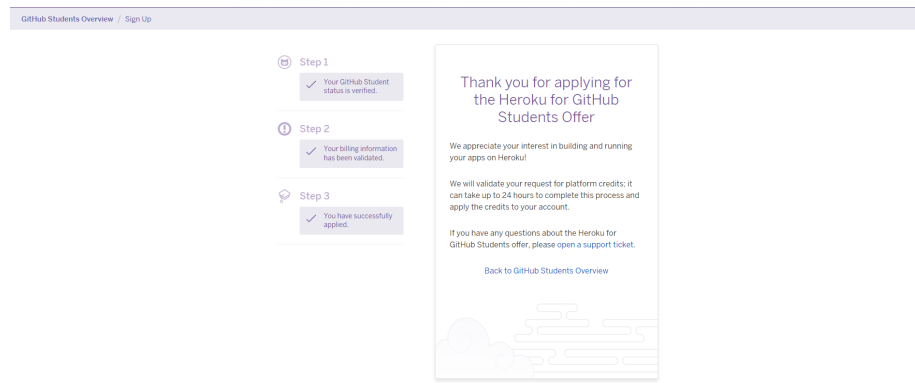 GitHub Students Overview / Sign Up
Step 1
Your GitHub Student
status is verified.
Step 2
Your billing information
has been validated.
Step 3
You have successfully
applied.
Thank you for applying for
the Heroku for GitHub
Students Offer
We appreciate your interest in building and running
your apps on Heroku!
We will validate your request for platform credits; it
can take up to 24 hours to complete this process and
apply the credits to your account.
If you have any questions about the Heroku for
GitHub Students offer, please open a support ticket.
Back to GitHub Students Overview